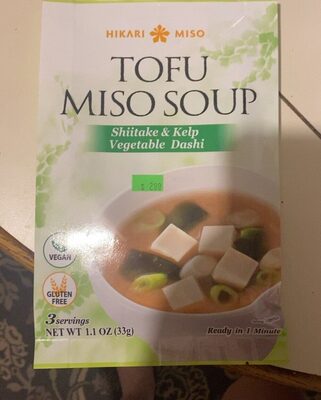 HIKARI MISO
TOFU
MISO SOUP
Shiitake & Kelp
Vegetable Dashi
VEGAN
GLUTEN
FREE
3 servings
NET WT 1.1 OZ (33g)
Ready in 1 Minute